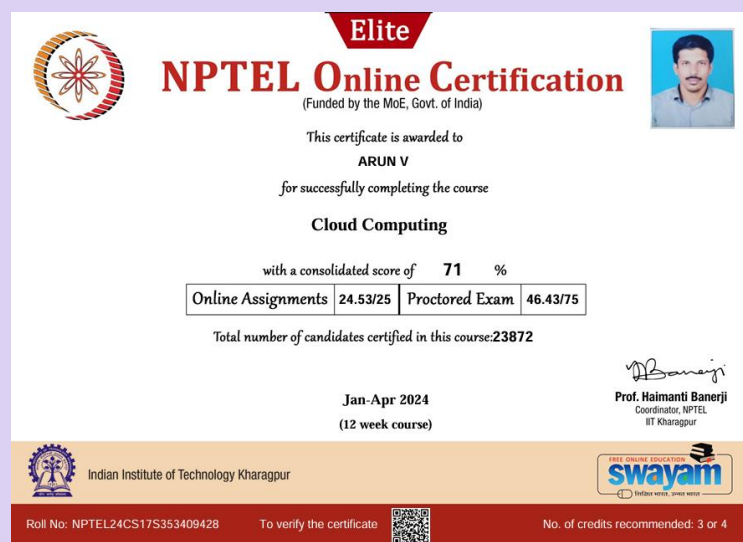 Elite
NPTEL Online Certification
(Funded by the MoE, Govt. of India)
This certificate is awarded to
ARUN V
for successfully completing the course
Cloud Computing
with a consolidated score of 71 %
Online Assignments 24.53/25 Proctored Exam 46.43/75
Total number of candidates certified in this course:23872
Jan-Apr 2024
(12 week course)
Prof. Haimanti Banerji
Coordinator, NPTEL
IIT Kharagpur
Indian Institute of Technology Kharagpur
FREE ONLINE EDUCATION
swayam
शिक्षित भारत, उन्नत भारत
Roll No: NPTEL24CS17S353409428 To verify the certificate No. of credits recommended: 3 or 4